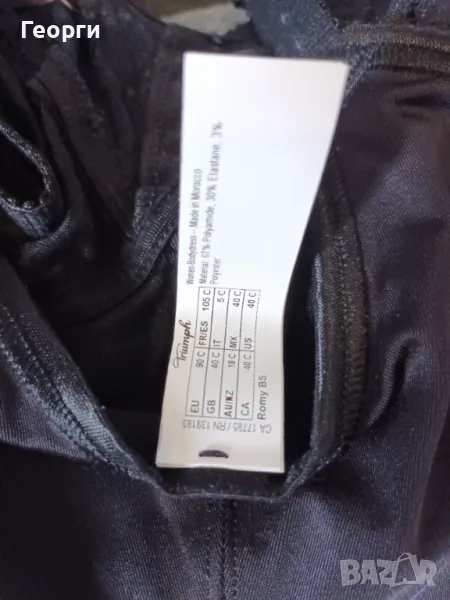 Георги
Women-Bodydress – Made in Morocco
Material: 67% Polyamide, 30% Elastane, 3%
Polyester
Triumph
EU 90 C FR/ES 105 C
GB 40 C IT 5 C
AU/NZ 18 C MX 40 C
CA 40 C US 40 C
Romy BS
CA 17785 / RN 139183
BAZAR.bg